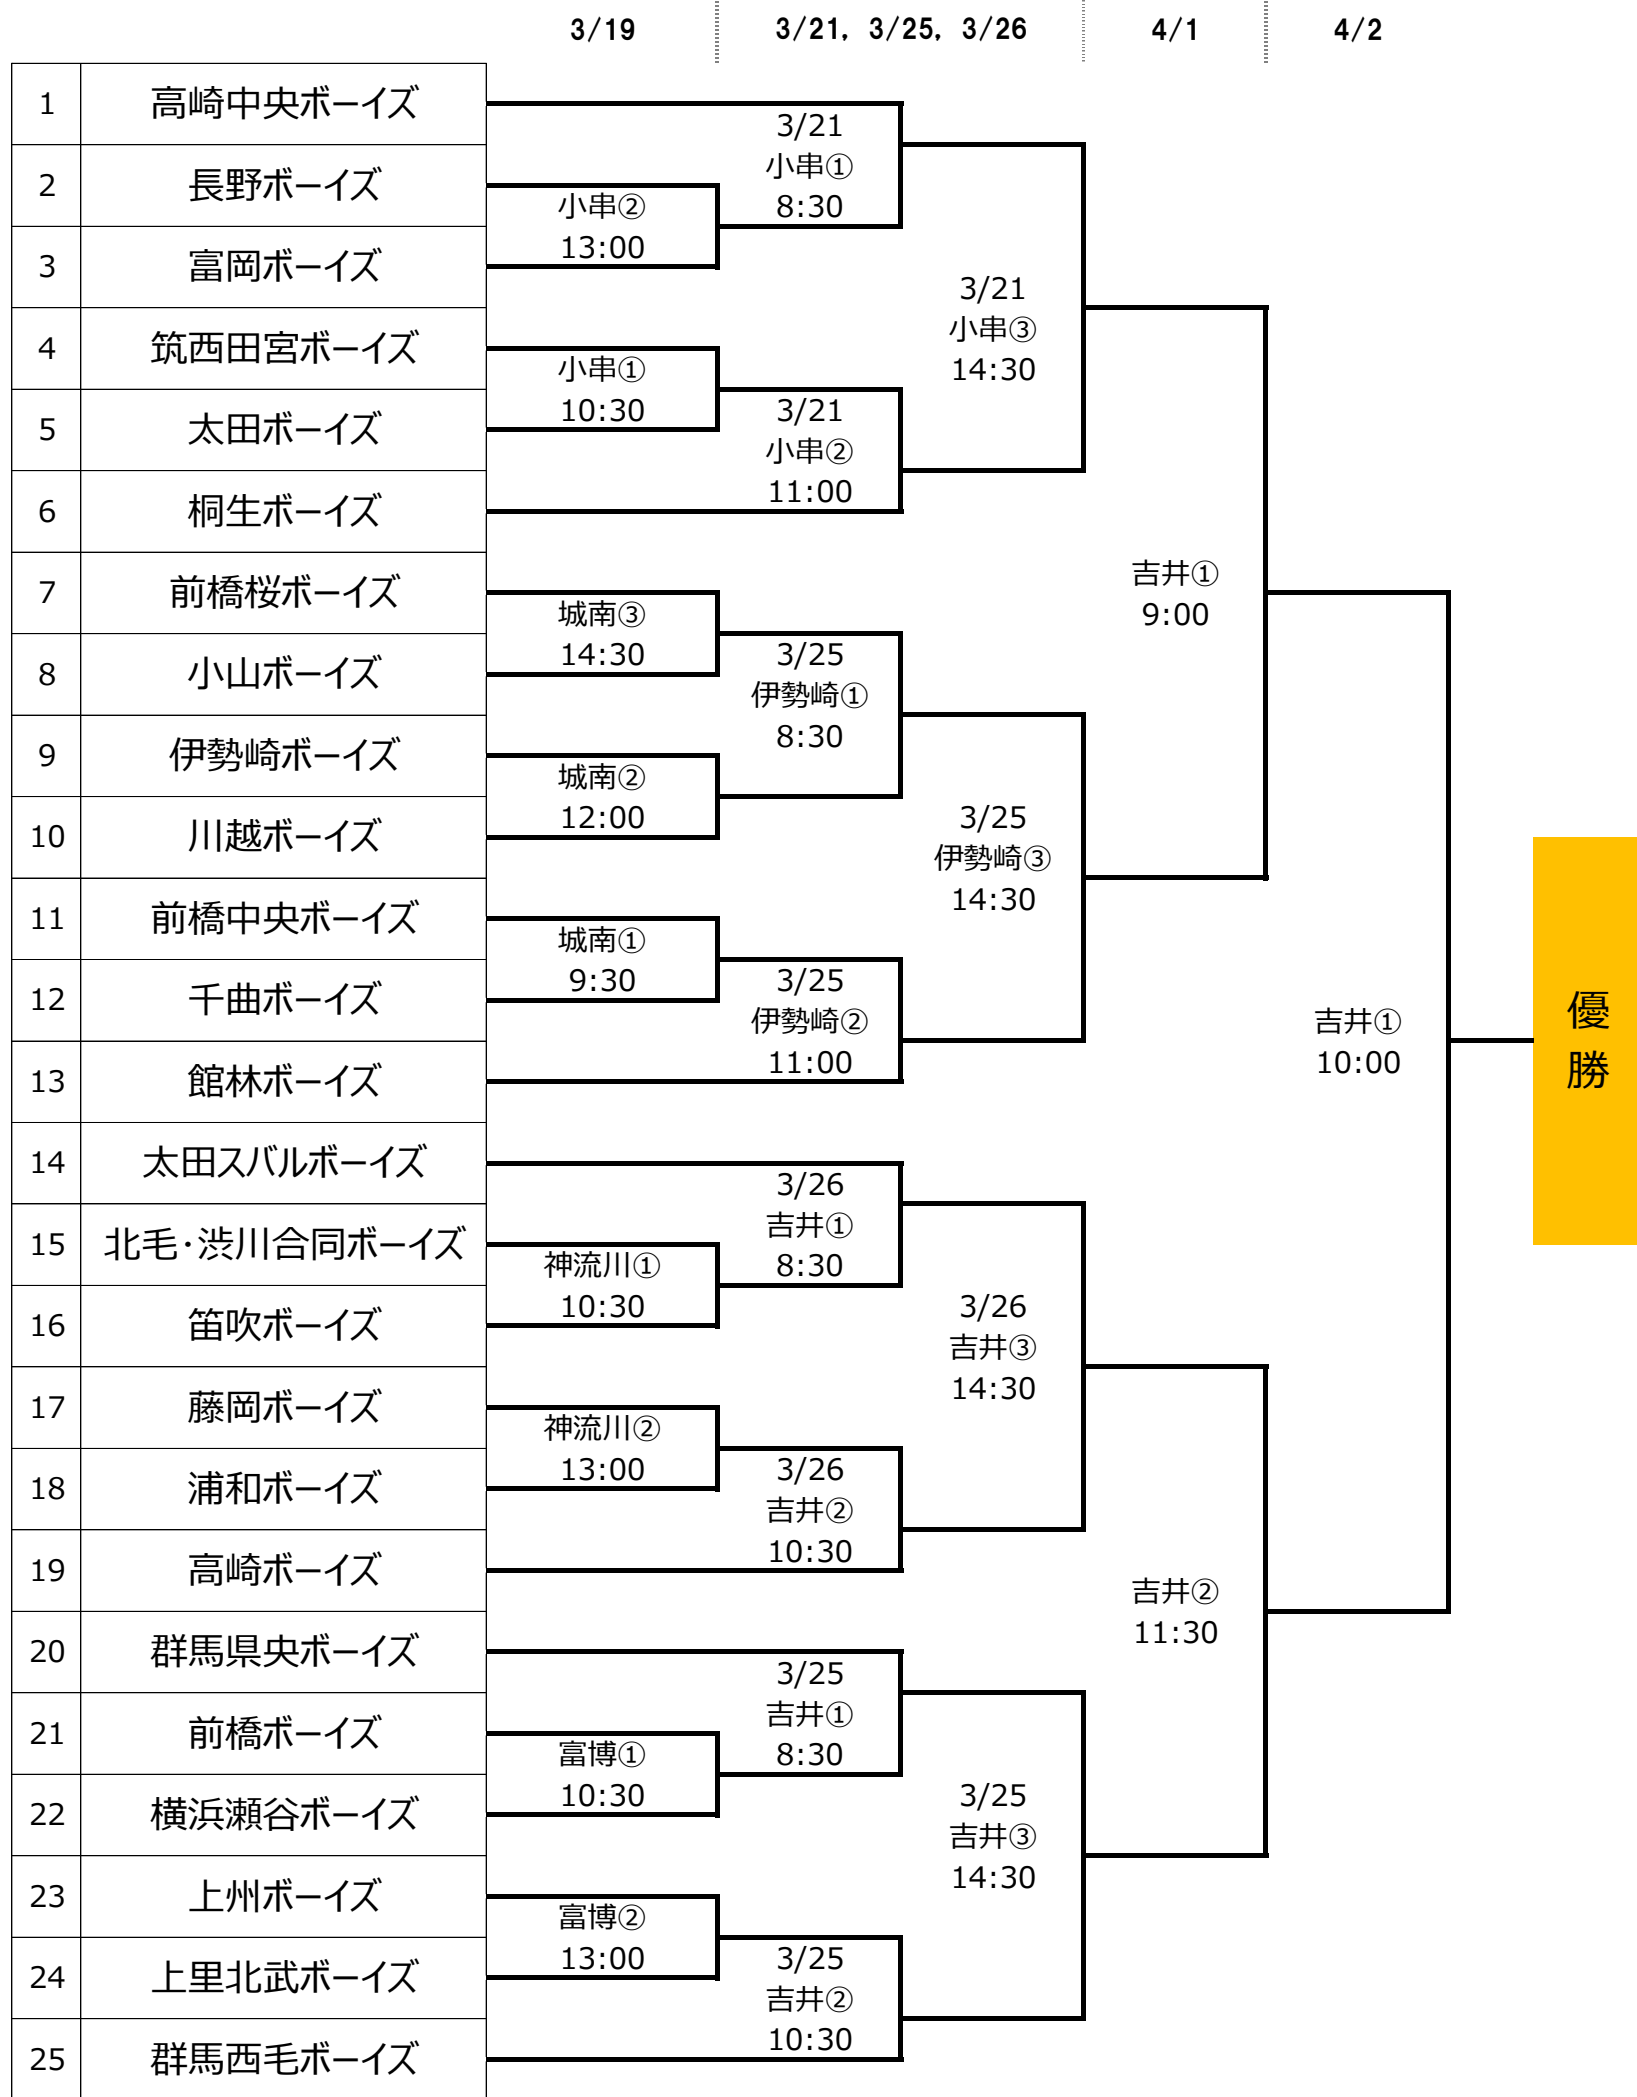 3/19 3/21, 3/25, 3/26 4/1 4/2
1 高崎中央ボーイズ
2 長野ボーイズ
3 富岡ボーイズ
4 筑西田宮ボーイズ
5 太田ボーイズ
6 桐生ボーイズ
7 前橋桜ボーイズ
8 小山ボーイズ
9 伊勢崎ボーイズ
10 川越ボーイズ
11 前橋中央ボーイズ
12 千曲ボーイズ
13 館林ボーイズ
14 太田スバルボーイズ
15 北毛・渋川合同ボーイズ
16 笛吹ボーイズ
17 藤岡ボーイズ
18 浦和ボーイズ
19 高崎ボーイズ
20 群馬県央ボーイズ
21 前橋ボーイズ
22 横浜瀬谷ボーイズ
23 上州ボーイズ
24 上里北武ボーイズ
25 群馬西毛ボーイズ
小串②
13:00
小串①
10:30
城南③
14:30
城南②
12:00
城南①
9:30
神流川①
10:30
神流川②
13:00
富博①
10:30
富博②
13:00
3/21
小串①
8:30
3/21
小串②
11:00
3/25
伊勢崎①
8:30
3/25
伊勢崎②
11:00
3/26
吉井①
8:30
3/26
吉井②
10:30
3/25
吉井①
8:30
3/25
吉井②
10:30
3/21
小串③
14:30
3/25
伊勢崎③
14:30
3/26
吉井③
14:30
3/25
吉井③
14:30
吉井①
9:00
吉井②
11:30
吉井①
10:00
優
勝